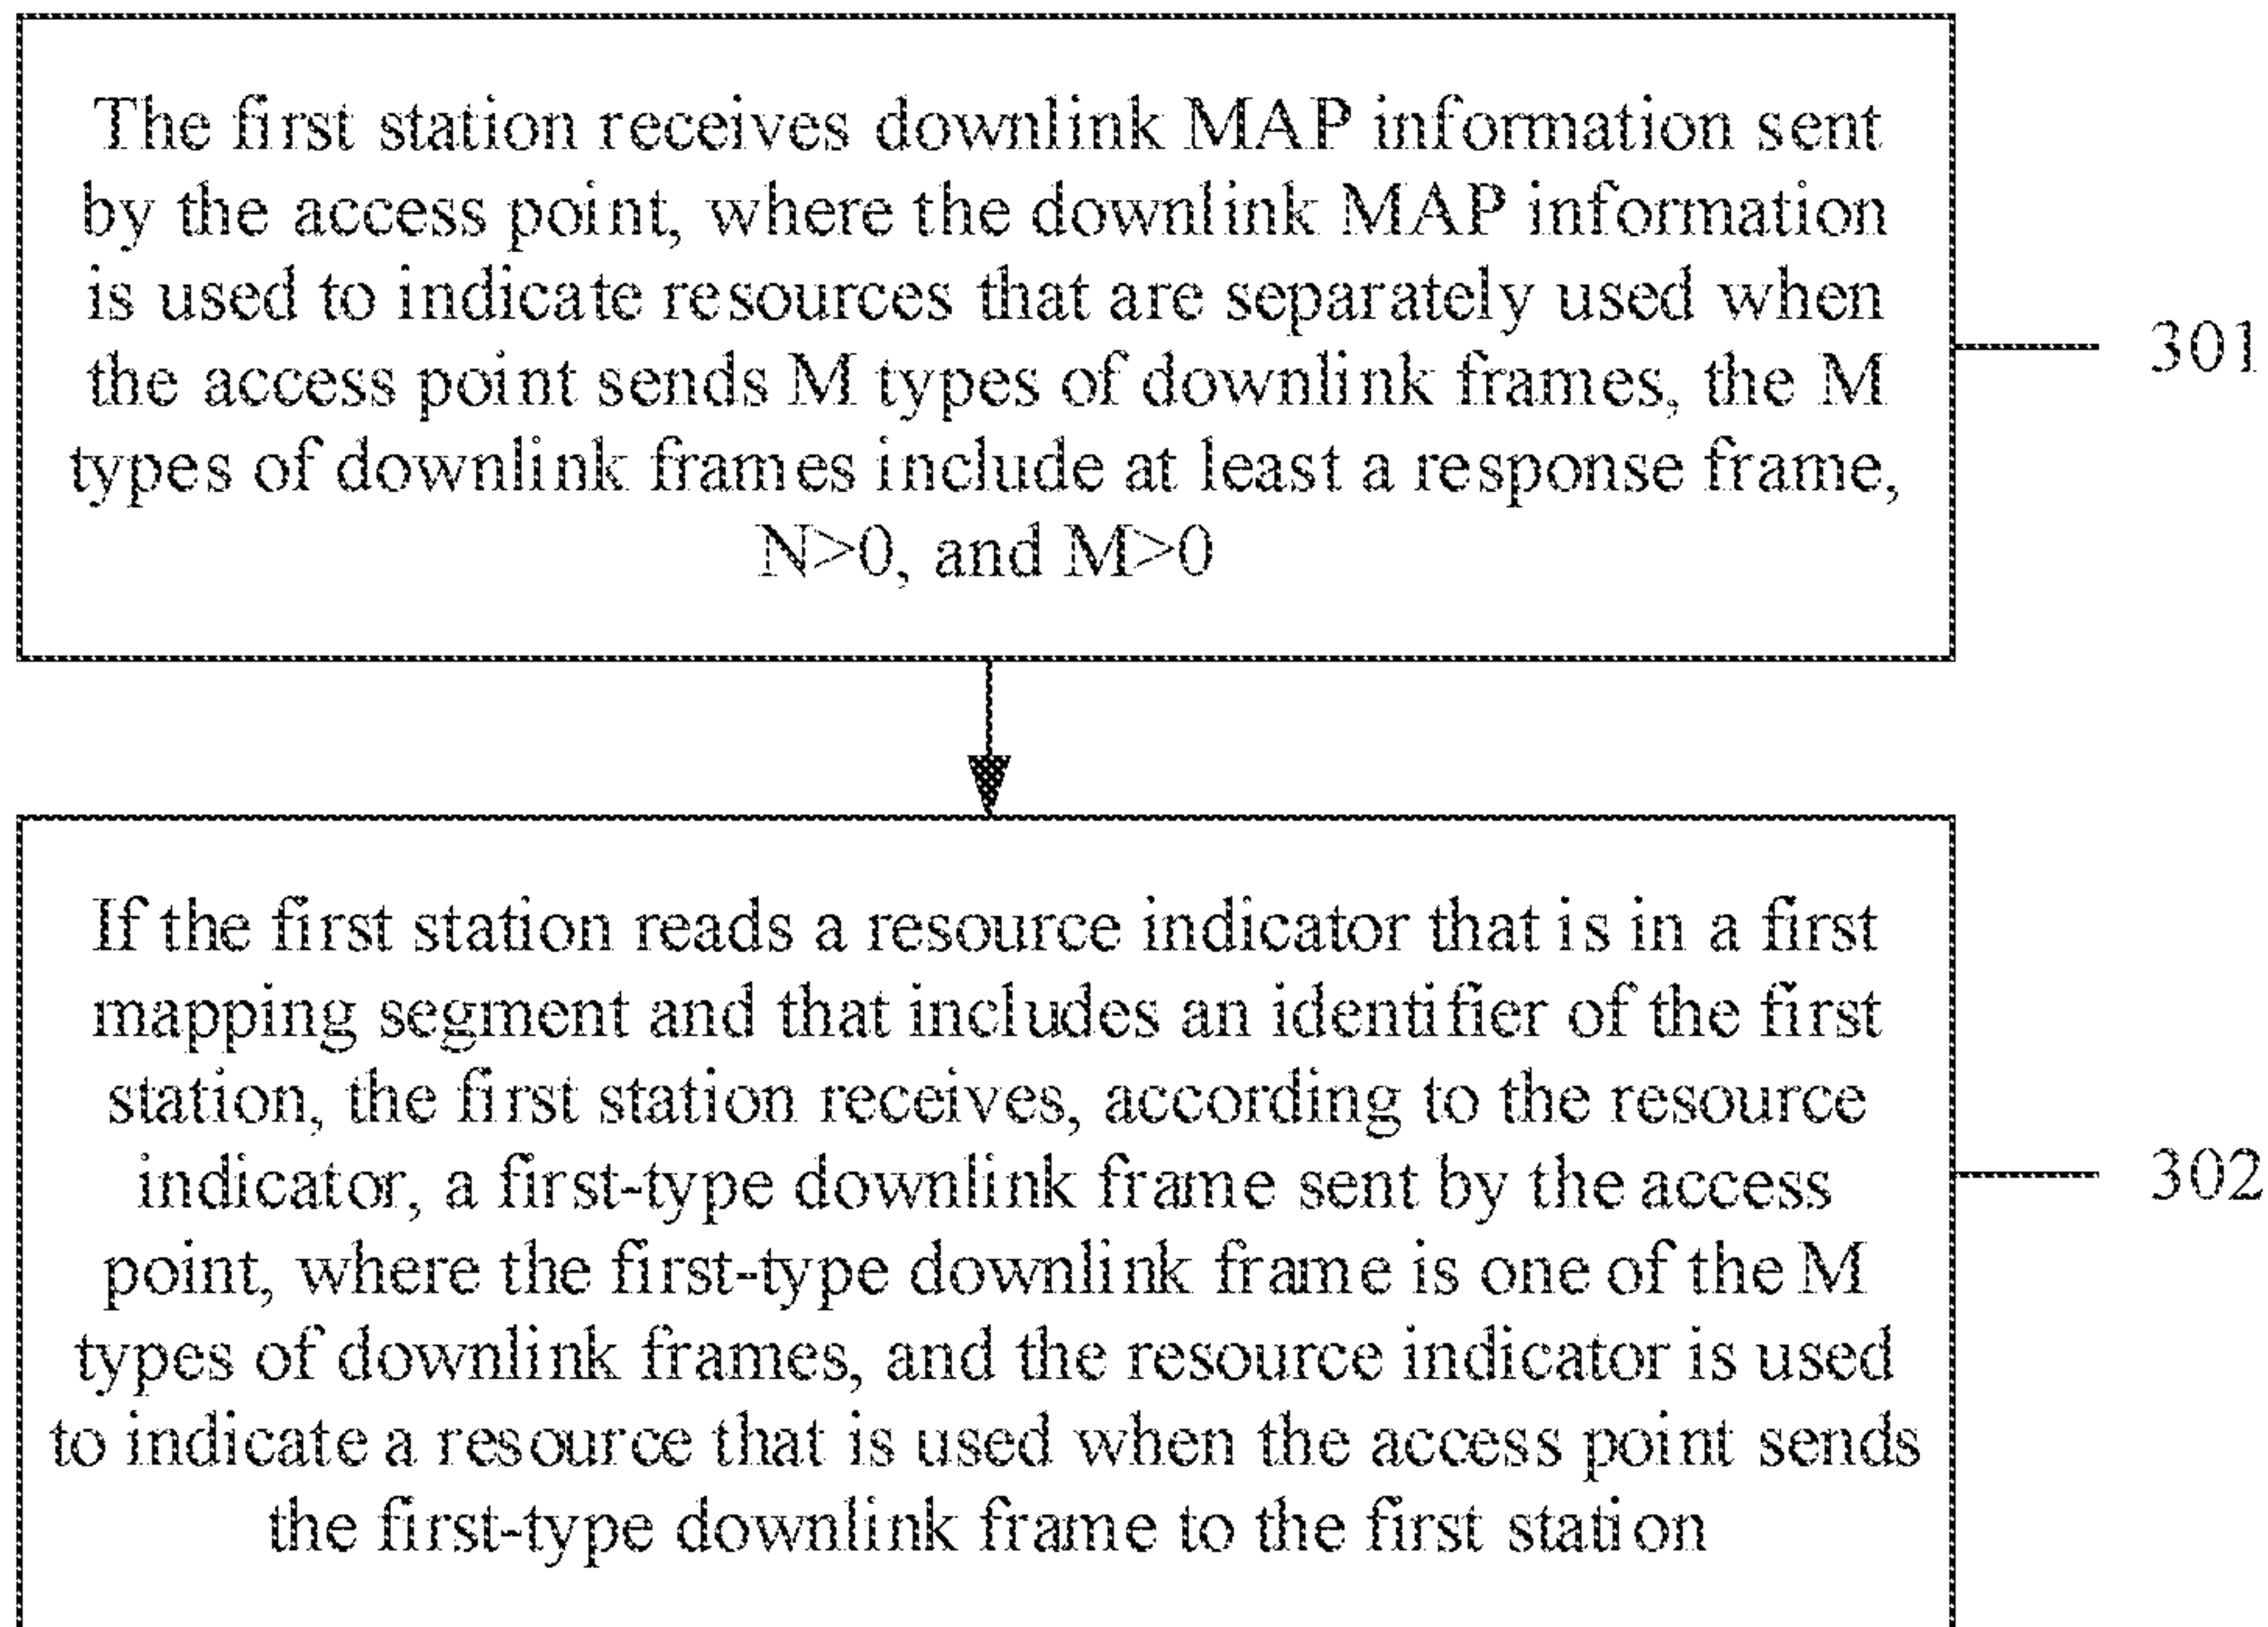 The first station receives downlink MAP information sent
by the access point, where the downlink MAP information
is used to indicate resources that are separately used when
the access point sends M types of downlink frames, the M
types of downlink frames include at least a response frame,
N>0, and M>0
301
If the first station reads a resource indicator that is in a first
mapping segment and that includes an identifier of the first
station, the first station receives, according to the resource
indicator, a first-type downlink frame sent by the access
point, where the first-type downlink frame is one of the M
types of downlink frames, and the resource indicator is used
to indicate a resource that is used when the access point sends
the first-type downlink frame to the first station
302